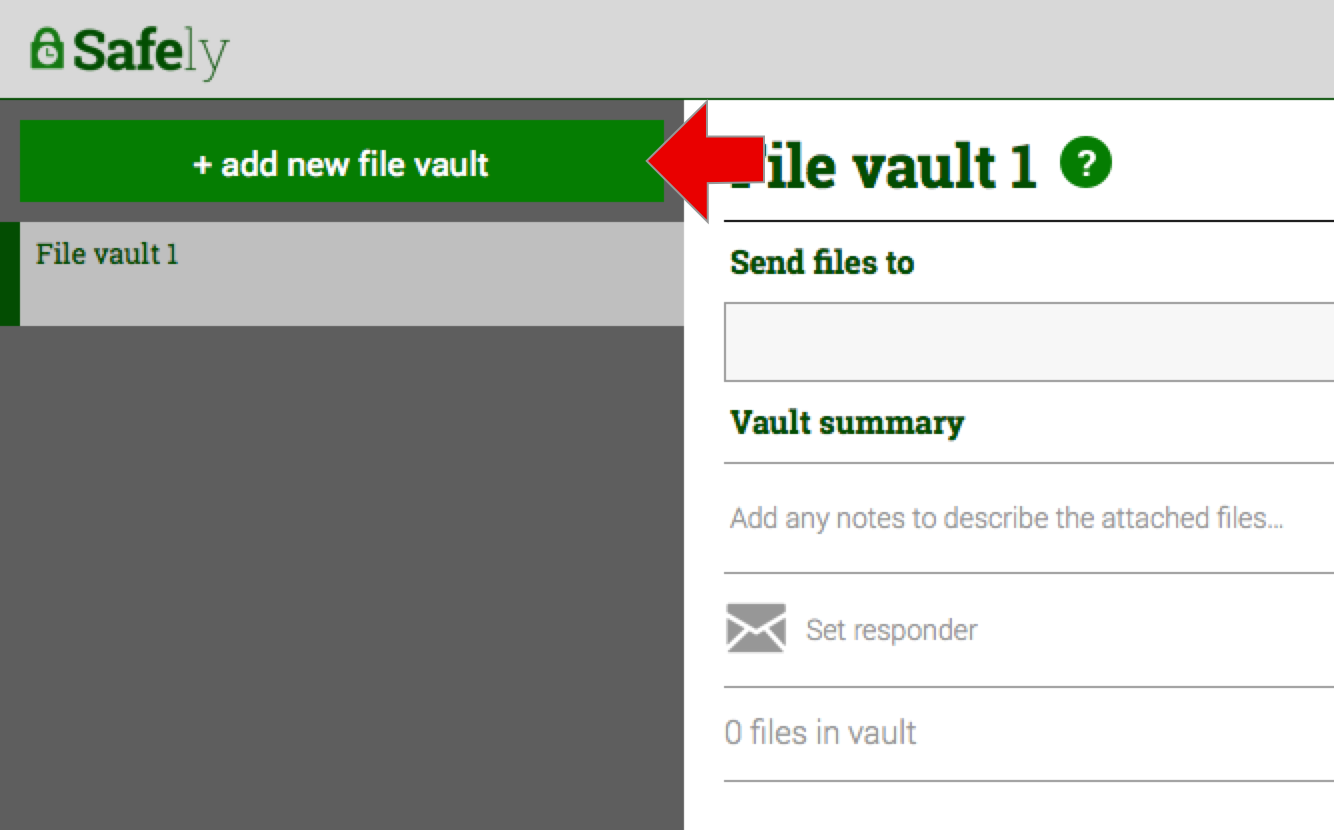 Safely
+ add new file vault
File vault 1
File vault 1 ?
Send files to
Vault summary
Add any notes to describe the attached files...
Set responder
0 files in vault